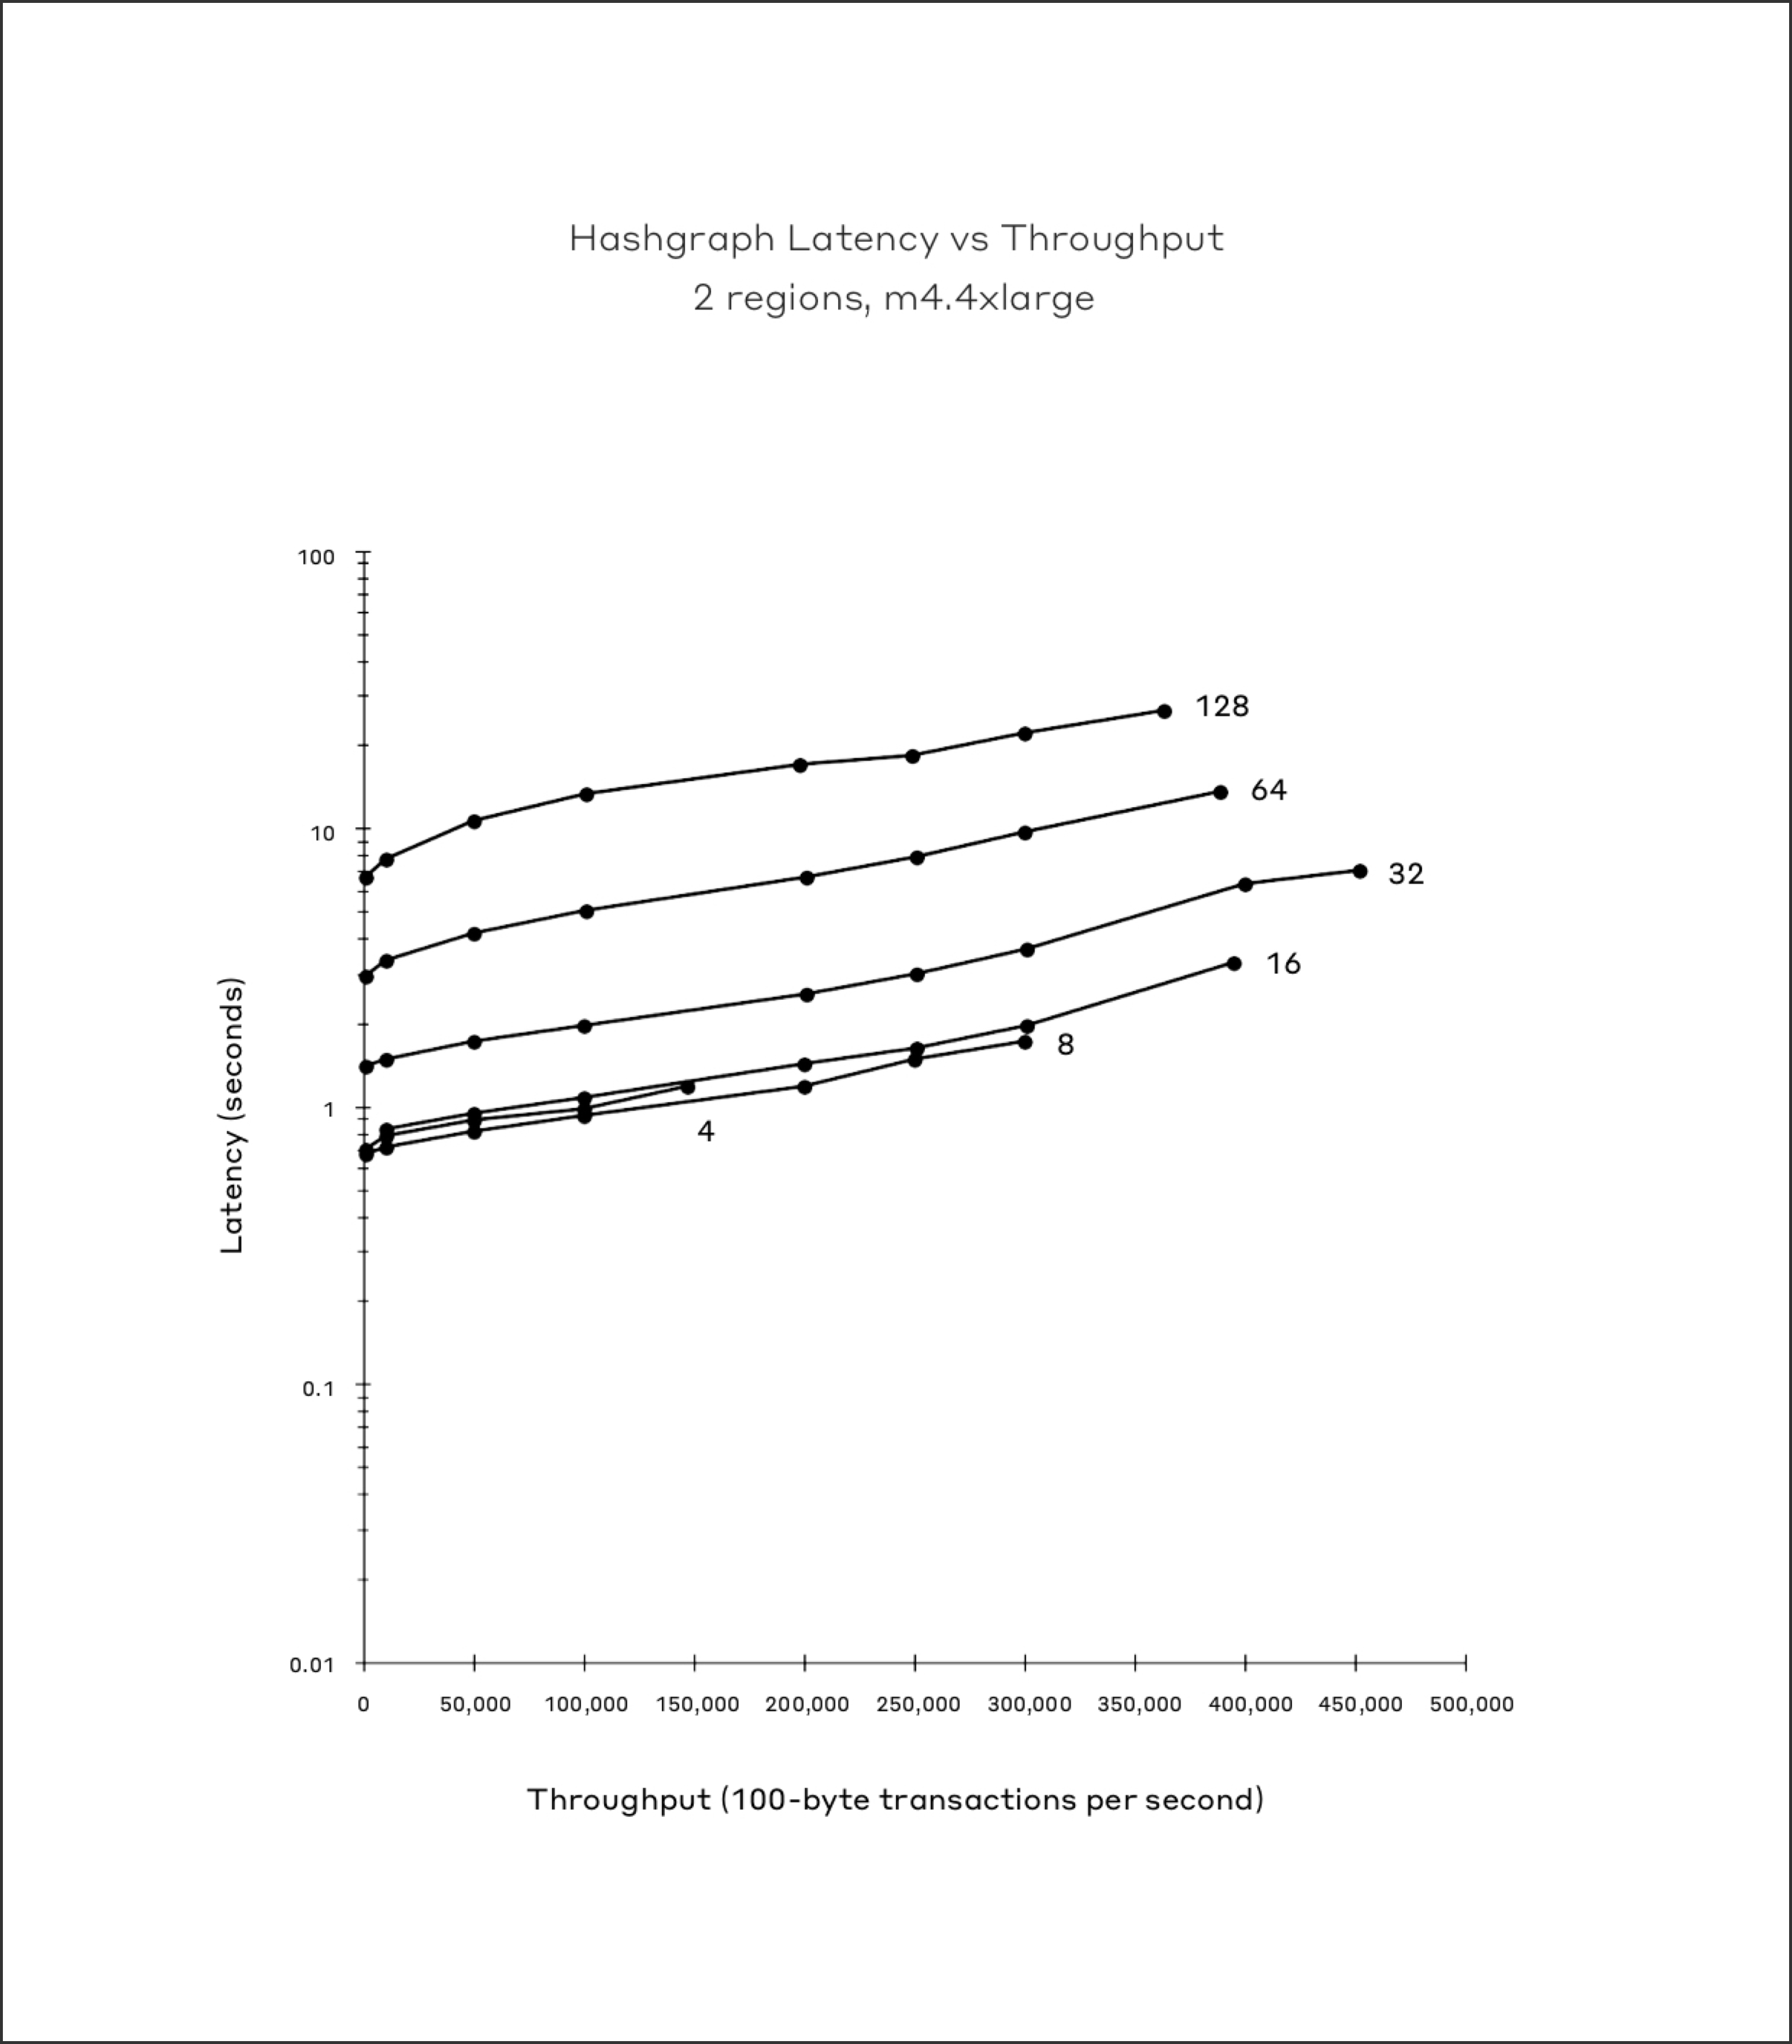 Hashgraph Latency vs Throughput
2 regions, m4.4xlarge
100
128
64
10
32
16
8
1
4
Latency (seconds)
0.1
0.01
0 50,000 100,000 150,000 200,000 250,000 300,000 350,000 400,000 450,000 500,000
Throughput (100-byte transactions per second)